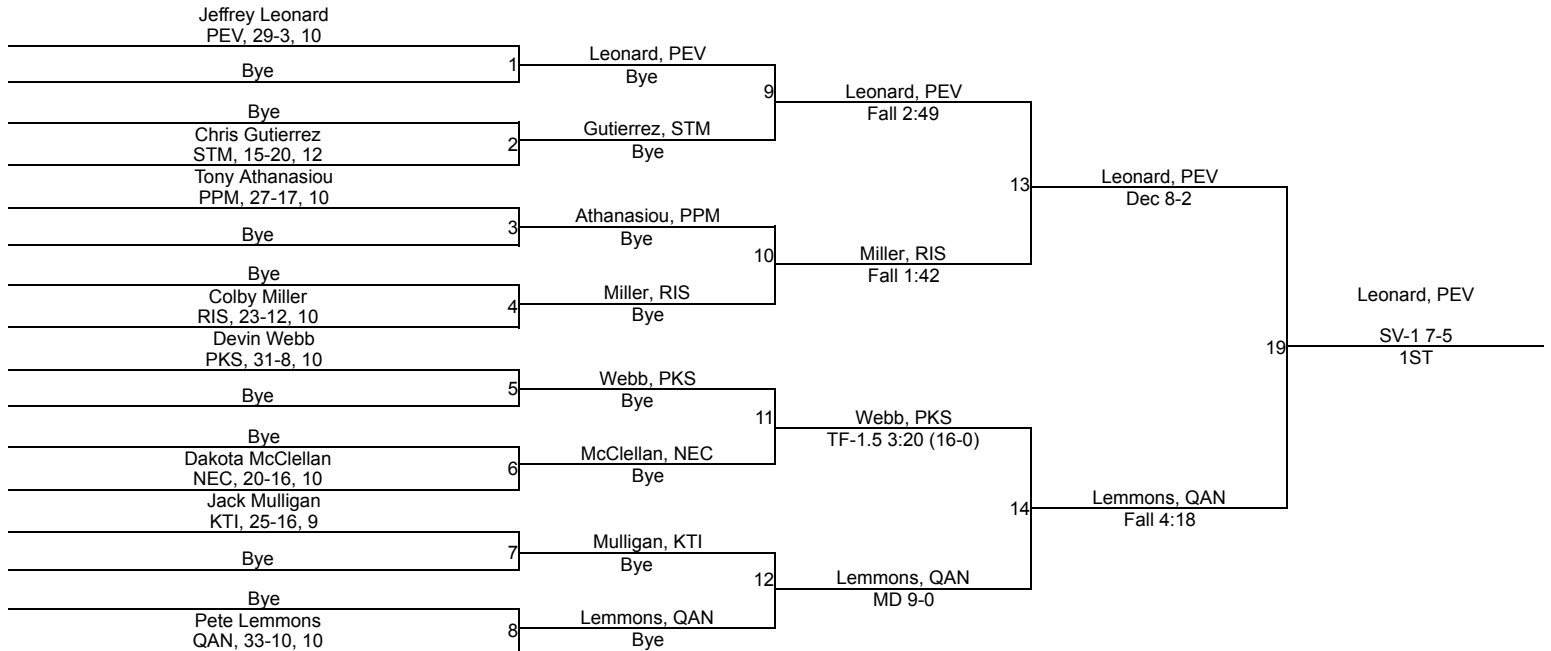 Jeffrey Leonard
PEV, 29-3, 10
Bye
1
Bye
Chris Gutierrez
STM, 15-20, 12
2
Tony Athanasiou
PPM, 27-17, 10
Bye
3
Bye
Colby Miller
RIS, 23-12, 10
4
Devin Webb
PKS, 31-8, 10
Bye
5
Bye
Dakota McClellan
NEC, 20-16, 10
6
Jack Mulligan
KTI, 25-16, 9
Bye
7
Bye
Pete Lemmons
QAN, 33-10, 10
8
Leonard, PEV
Bye
9
Gutierrez, STM
Bye
Athanasiou, PPM
Bye
10
Miller, RIS
Bye
Webb, PKS
Bye
11
McClellan, NEC
Bye
Mulligan, KTI
Bye
12
Lemmons, QAN
Bye
Leonard, PEV
Fall 2:49
13
Miller, RIS
Fall 1:42
Webb, PKS
TF-1.5 3:20 (16-0)
14
Lemmons, QAN
MD 9-0
Leonard, PEV
Dec 8-2
19
Lemmons, QAN
Fall 4:18
Leonard, PEV
SV-1 7-5
1ST